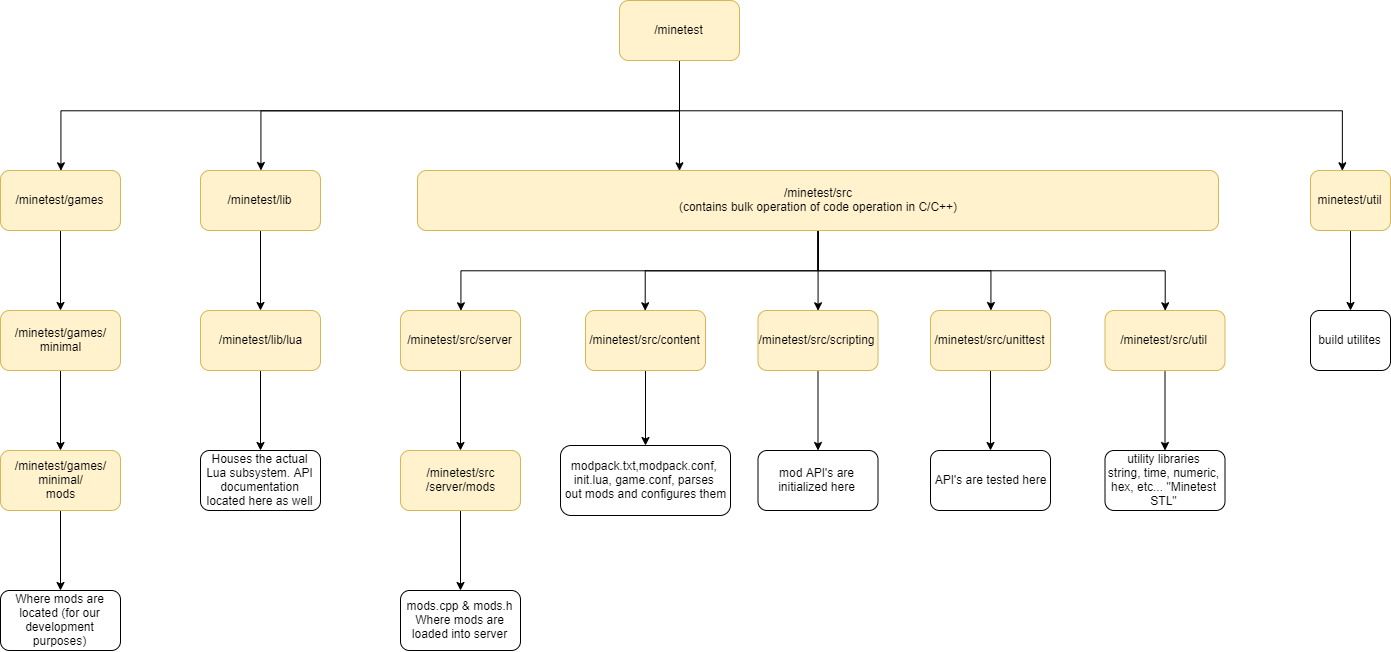 /minetest
/minetest/games
/minetest/lib
/minetest/src
(contains bulk operation of code operation in C/C++)
minetest/util
/minetest/games/
minimal
/minetest/lib/lua
/minetest/src/server
/minetest/src/content
/minetest/src/scripting
/minetest/src/unittest
/minetest/src/util
build utilites
/minetest/games/
minimal/
mods
Houses the actual
Lua subsystem. API
documentation
located here as well
/minetest/src
/server/mods
modpack.txt,modpack.conf,
init.lua, game.conf, parses
out mods and configures them
mod API's are
initialized here
API's are tested here
utility libraries
string, time, numeric,
hex, etc... "Minetest
STL"
Where mods are
located (for our
development
purposes)
mods.cpp & mods.h
Where mods are
loaded into server